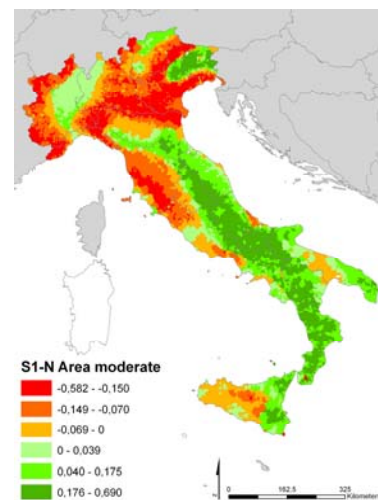 S1-N Area moderate
-0,582 - -0,150
-0,149 - -0,070
-0,069 - 0
0 - 0,039
0,040 - 0,175
0,176 - 0,690
0 162,5 325
Kilometer